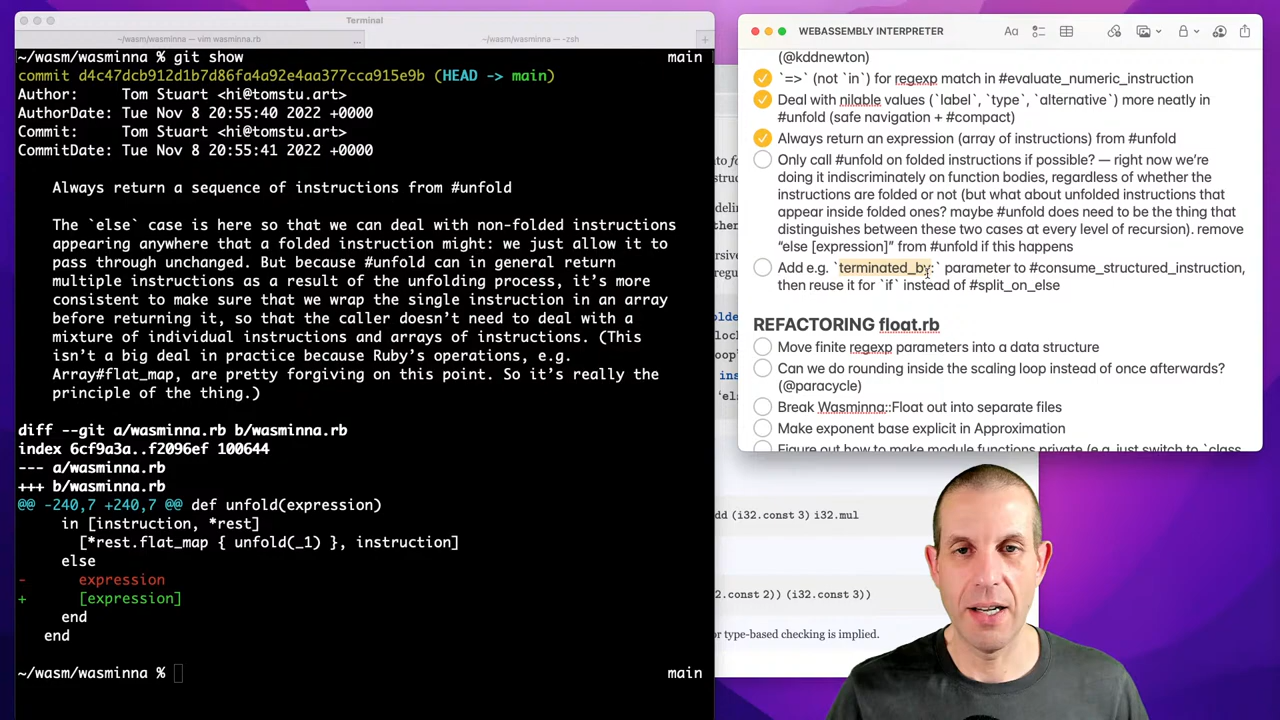 Terminal
~/wasm/wasminna — vim wasminna.rb
...
~/wasm/wasminna — -zsh
+
~/wasm/wasminna % git show main
commit d4c47dcb912d1b7d86fa4a92e4aa377cca915e9b (HEAD -> main)
Author: Tom Stuart <hi@tomstu.art>
AuthorDate: Tue Nov 8 20:55:40 2022 +0000
Commit: Tom Stuart <hi@tomstu.art>
CommitDate: Tue Nov 8 20:55:41 2022 +0000
Always return a sequence of instructions from #unfold
The `else` case is here so that we can deal with non-folded instructions
appearing anywhere that a folded instruction might: we just allow it to
pass through unchanged. But because #unfold can in general return
multiple instructions as a result of the unfolding process, it's more
consistent to make sure that we wrap the single instruction in an array
before returning it, so that the caller doesn't need to deal with a
mixture of individual instructions and arrays of instructions. (This
isn't a big deal in practice because Ruby's operations, e.g.
Array#flat_map, are pretty forgiving on this point. So it's really the
principle of the thing.)
diff --git a/wasminna.rb b/wasminna.rb
index 6cf9a3a..f2096ef 100644
--- a/wasminna.rb
+++ b/wasminna.rb
@@ -240,7 +240,7 @@ def unfold(expression)
in [instruction, *rest]
[*rest.flat_map { unfold(_1) }, instruction]
else
- expression
+ [expression]
end
end
~/wasm/wasminna % main
WEBASSEMBLY INTERPRETER
Aa
(@kddnewton)
`=>` (not `in`) for regexp match in #evaluate_numeric_instruction
Deal with nilable values (`label`, `type`, `alternative`) more neatly in
#unfold (safe navigation + #compact)
Always return an expression (array of instructions) from #unfold
Only call #unfold on folded instructions if possible? — right now we’re
doing it indiscriminately on function bodies, regardless of whether the
instructions are folded or not (but what about unfolded instructions that
appear inside folded ones? maybe #unfold does need to be the thing that
distinguishes between these two cases at every level of recursion). remove
“else [expression]” from #unfold if this happens
Add e.g. `terminated_by:` parameter to #consume_structured_instruction,
then reuse it for `if` instead of #split_on_else
REFACTORING float.rb
Move finite regexp parameters into a data structure
Can we do rounding inside the scaling loop instead of once afterwards?
(@paracycle)
Break Wasminna::Float out into separate files
Make exponent base explicit in Approximation
Figure out how to make module functions private (e.g. just switch to `class
dd (i32.const 3) i32.mul
2.const 2)) (i32.const 3))
or type-based checking is implied.